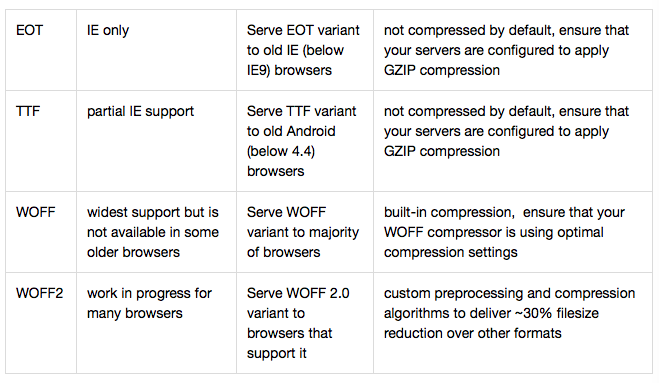 EOT
IE only
Serve EOT variant
to old IE (below
IE9) browsers
not compressed by default, ensure that
your servers are configured to apply
GZIP compression
TTF
partial IE support
Serve TTF variant
to old Android
(below 4.4)
browsers
not compressed by default, ensure that
your servers are configured to apply
GZIP compression
WOFF
widest support but is
not available in some
older browsers
Serve WOFF
variant to majority
of browsers
built-in compression,  ensure that your
WOFF compressor is using optimal
compression settings
WOFF2
work in progress for
many browsers
Serve WOFF 2.0
variant to
browsers that
support it
custom preprocessing and compression
algorithms to deliver ~30% filesize
reduction over other formats